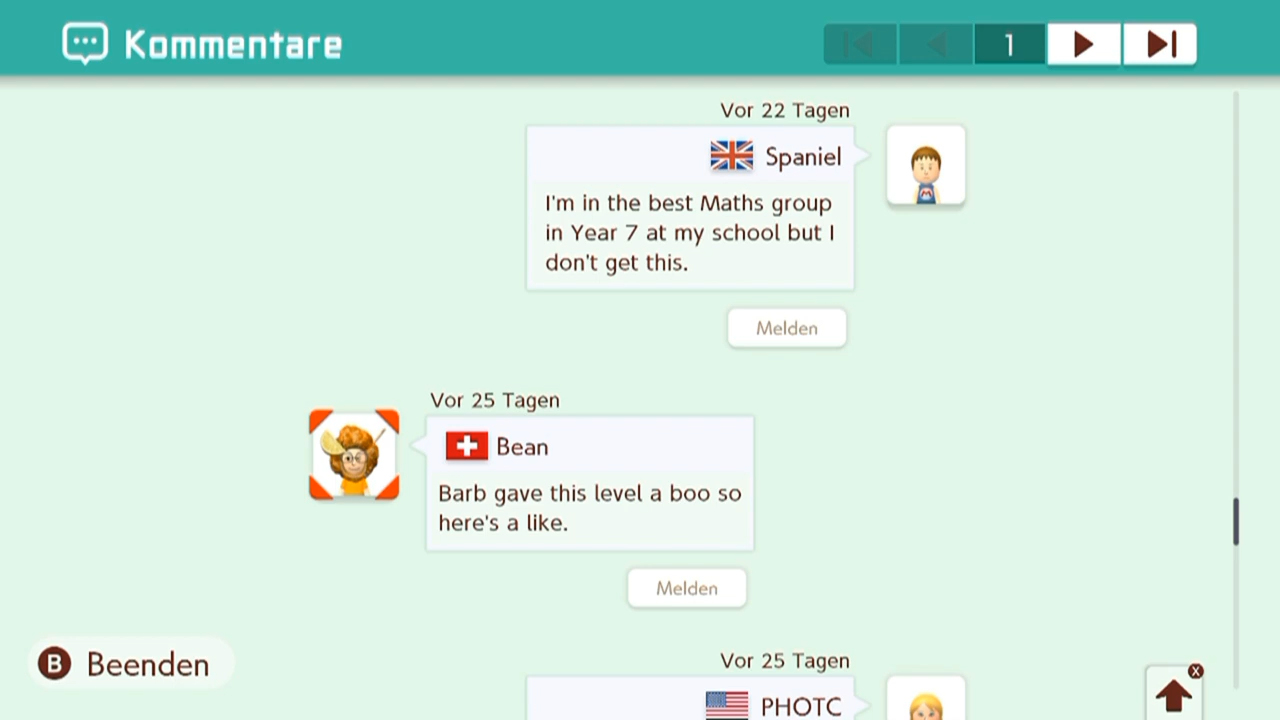 Kommentare
1
Vor 22 Tagen
Spaniel
I'm in the best Maths group
in Year 7 at my school but I
don't get this.
Melden
Vor 25 Tagen
Bean
Barb gave this level a boo so
here's a like.
Melden
Vor 25 Tagen
PHOTC
B Beenden
X